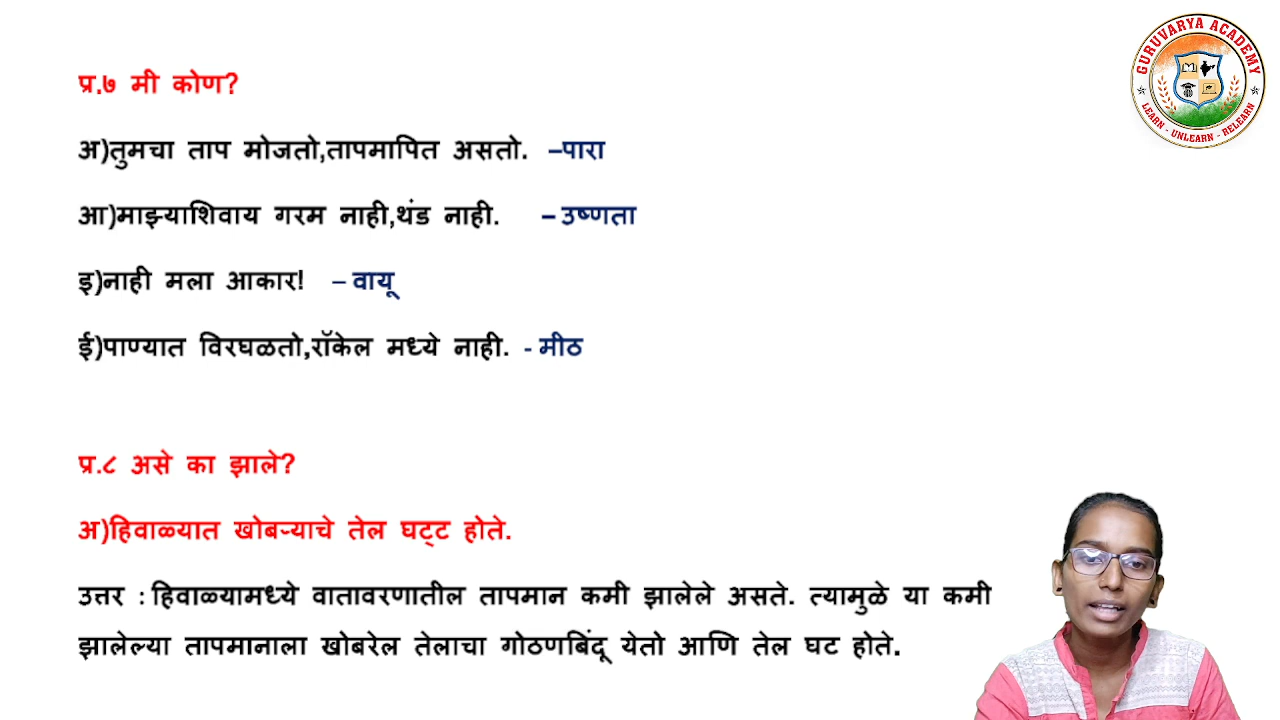 GURUVARYA ACADEMY
LEARN - UNLEARN - RELEARN
प्र.७ मी कोण?
अ)तुमचा ताप मोजतो,तापमापित असतो. –पारा
आ)माझ्याशिवाय गरम नाही,थंड नाही. – उष्णता
इ)नाही मला आकार! – वायू
ई)पाण्यात विरघळतो,रॉकेल मध्ये नाही. - मीठ
प्र.८ असे का झाले?
अ)हिवाळ्यात खोबऱ्याचे तेल घट्‌ट होते.
उत्तर : हिवाळ्यामध्ये वातावरणातील तापमान कमी झालेले असते. त्यामुळे या कमी
झालेल्या तापमानाला खोबरेल तेलाचा गोठणबिंदू येतो आणि तेल घट होते.